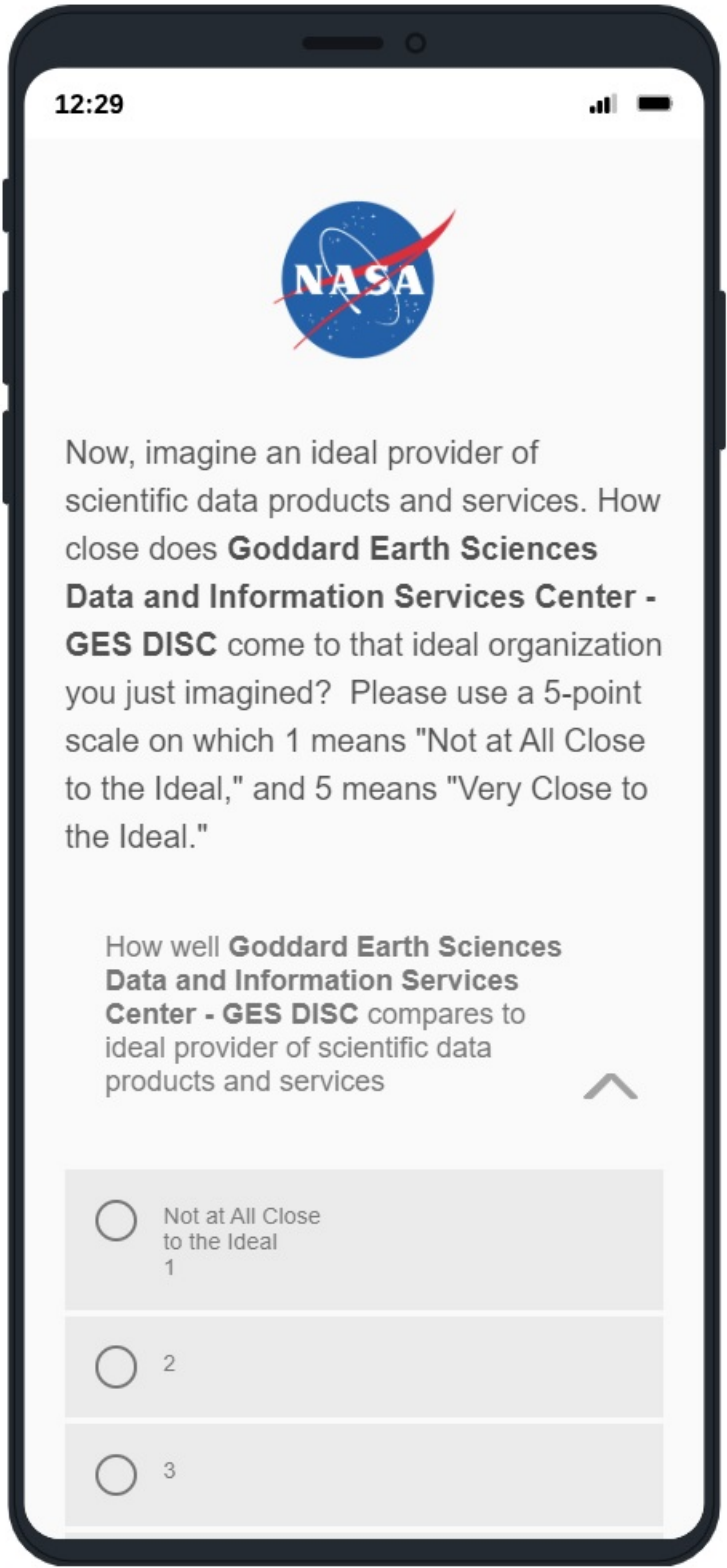 12:29
NASA
Now, imagine an ideal provider of
scientific data products and services. How
close does Goddard Earth Sciences
Data and Information Services Center -
GES DISC come to that ideal organization
you just imagined?  Please use a 5-point
scale on which 1 means "Not at All Close
to the Ideal," and 5 means "Very Close to
the Ideal."
How well Goddard Earth Sciences
Data and Information Services
Center - GES DISC compares to
ideal provider of scientific data
products and services
Not at All Close
to the Ideal
1
2
3